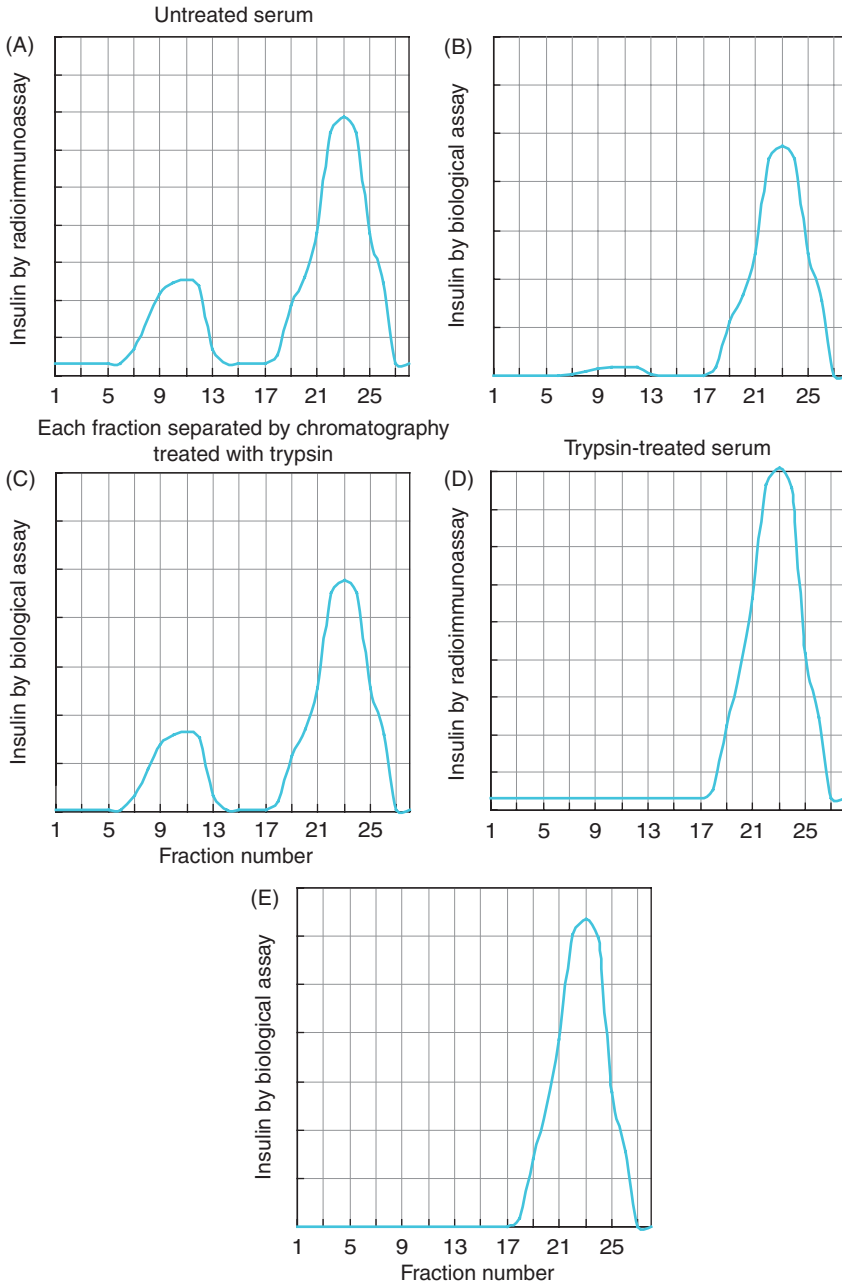 Untreated serum
(A)
Insulin by radioimmunoassay
1 5 9 13 17 21 25
(B)
Insulin by biological assay
1 5 9 13 17 21 25
Each fraction separated by chromatography
treated with trypsin
(C)
Insulin by biological assay
1 5 9 13 17 21 25
Fraction number
Trypsin-treated serum
(D)
Insulin by radioimmunoassay
1 5 9 13 17 21 25
(E)
Insulin by biological assay
1 5 9 13 17 21 25
Fraction number